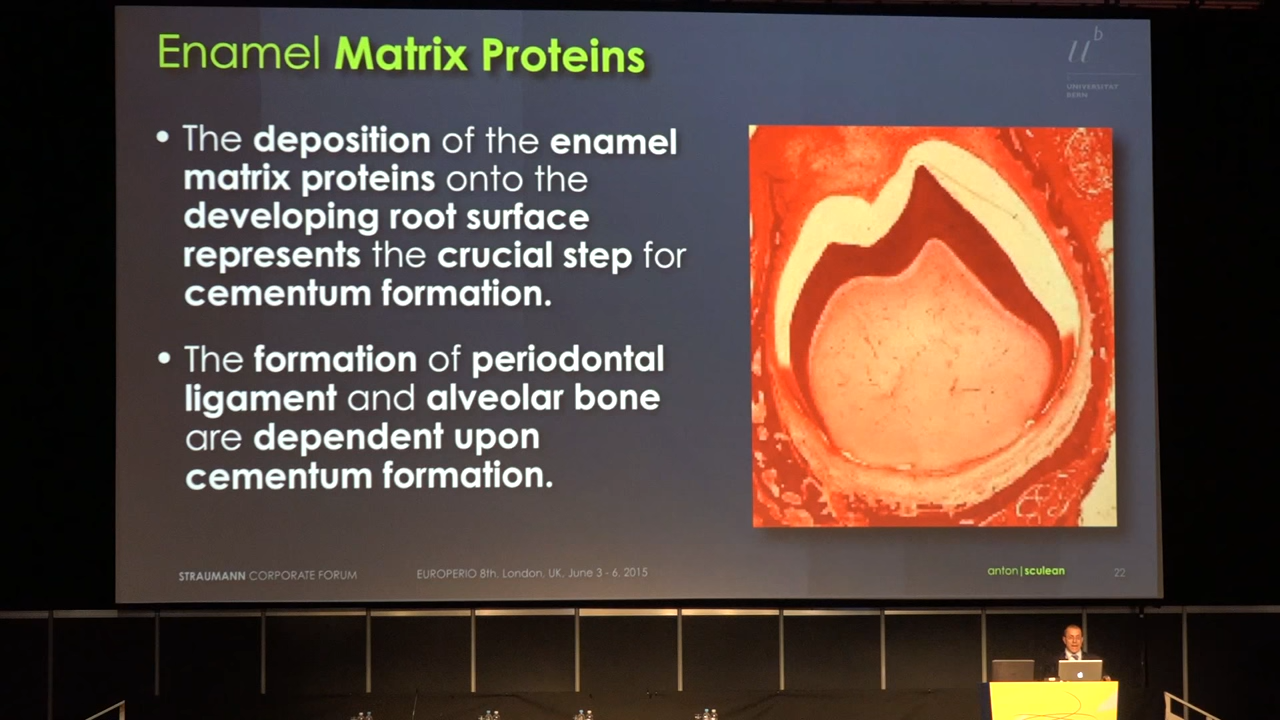 Enamel Matrix Proteins
u^b
UNIVERSITÄT
BERN
• The deposition of the enamel
matrix proteins onto the
developing root surface
represents the crucial step for
cementum formation.
• The formation of periodontal
ligament and alveolar bone
are dependent upon
cementum formation.
STRAUMANN CORPORATE FORUM
EUROPERIO 8th, London, UK, June 3 - 6, 2015
anton|sculean
22